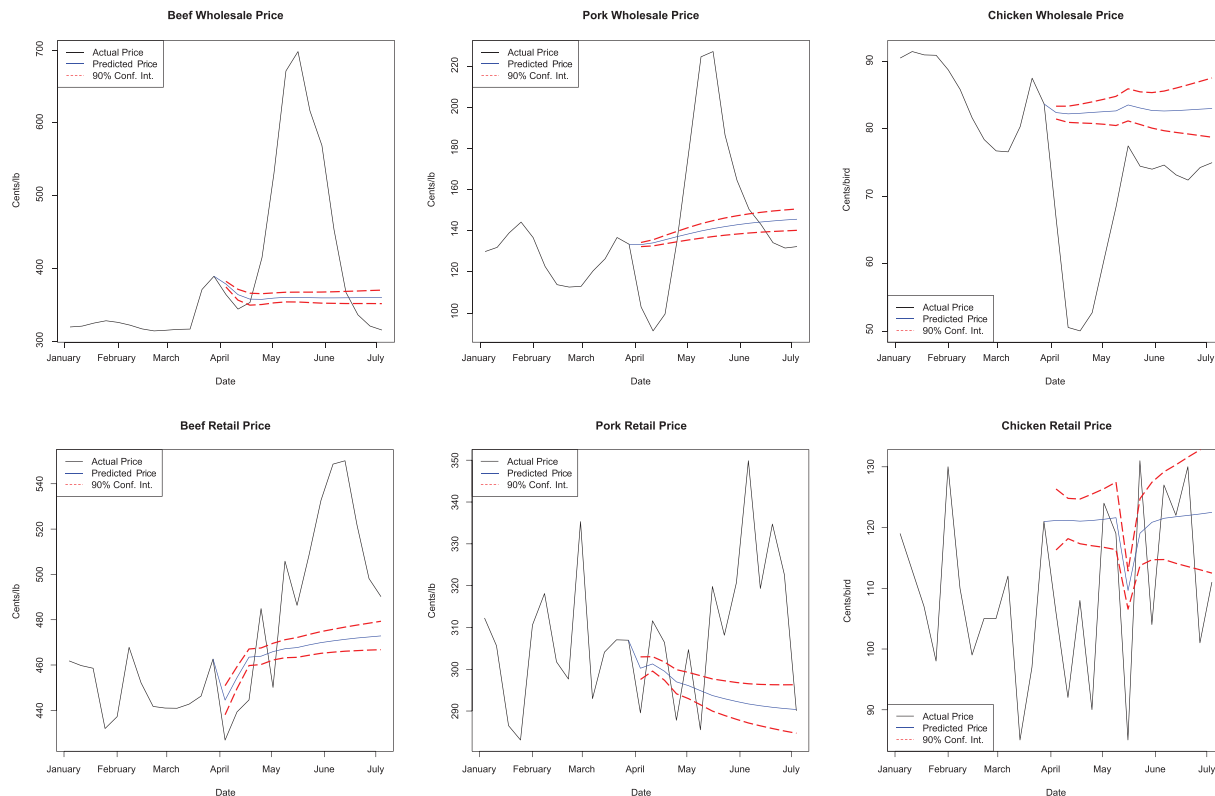 Beef Wholesale Price
Actual Price
Predicted Price
90% Conf. Int.
Cents/lb
700
600
500
400
300
January February March April May June July
Date
Pork Wholesale Price
Actual Price
Predicted Price
90% Conf. Int.
Cents/lb
220
200
180
160
140
120
100
January February March April May June July
Date
Chicken Wholesale Price
Cents/bird
90
80
70
60
50
Actual Price
Predicted Price
90% Conf. Int.
January February March April May June July
Date
Beef Retail Price
Actual Price
Predicted Price
90% Conf. Int.
Cents/lb
540
520
500
480
460
440
January February March April May June July
Date
Pork Retail Price
Actual Price
Predicted Price
90% Conf. Int.
Cents/lb
350
340
330
320
310
300
290
January February March April May June July
Date
Chicken Retail Price
Cents/bird
130
120
110
100
90
Actual Price
Predicted Price
90% Conf. Int.
January February March April May June July
Date